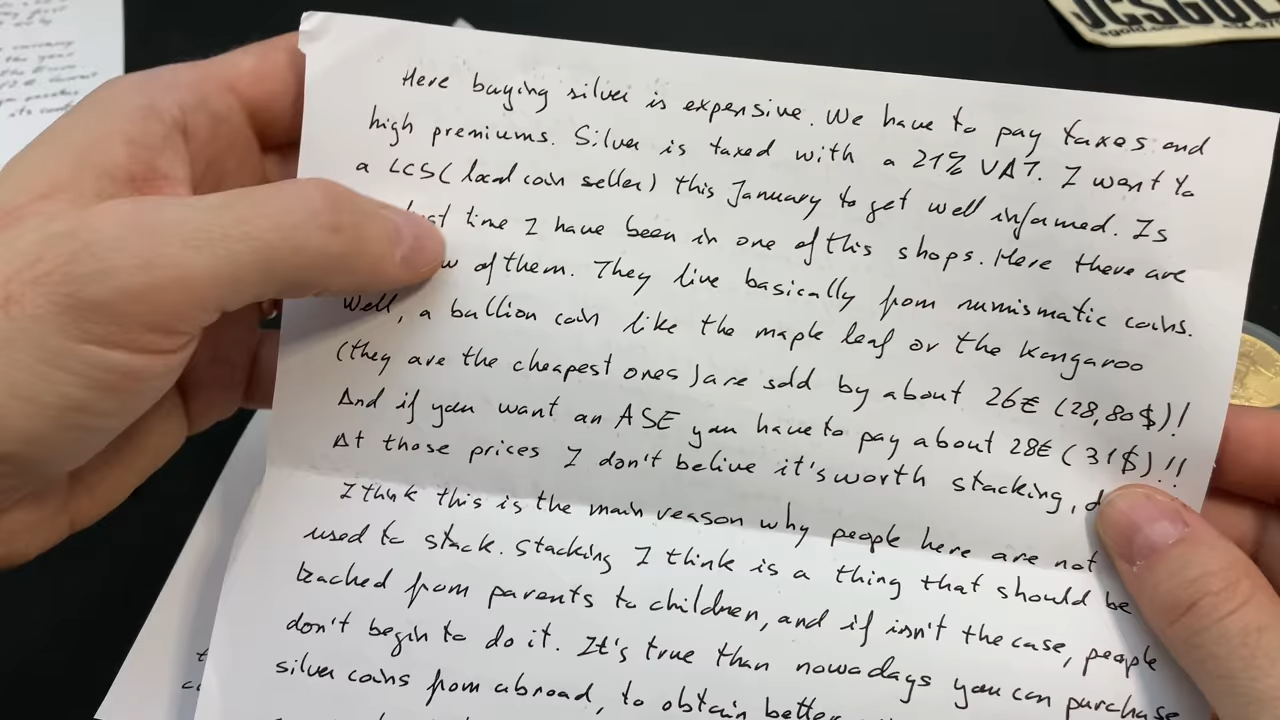 JCSGOL
Here buying silver is expensive. We have to pay taxes and
high premiums. Silver is taxed with a 21% VAT. I want to
a LCS (local coin seller) this January to get well informed. Is
time I have been in one of this shops. Here there are
of them. They live basically from numismatic coins.
Well, a bullion coin like the maple leaf or the Kangaroo
(they are the cheapest ones) are sold by about 26€ (28,80$)!
And if you want an ASE you have to pay about 28€ (31$)!!
At those prices I don't belive it's worth stacking,
I think this is the main reason why people here are not
used to stack. Stacking I think is a thing that should be
teached from parents to children, and if isn't the case, people
don't begin to do it. It's true than nowadays you can purchase
silver coins from abroad, to obtain better